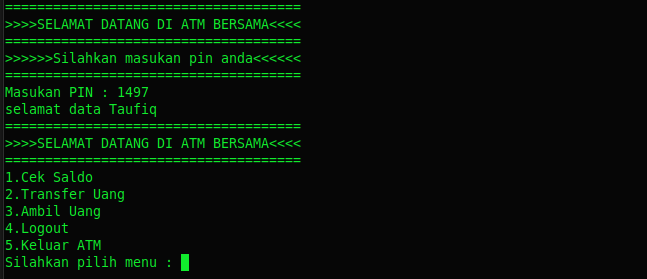 =====================================
>>>>SELAMAT DATANG DI ATM BERSAMA<<<<
=====================================
>>>>>>Silahkan masukan pin anda<<<<<<
=====================================
Masukan PIN : 1497
selamat data Taufiq
=====================================
>>>>SELAMAT DATANG DI ATM BERSAMA<<<<
=====================================
1.Cek Saldo
2.Transfer Uang
3.Ambil Uang
4.Logout
5.Keluar ATM
Silahkan pilih menu :